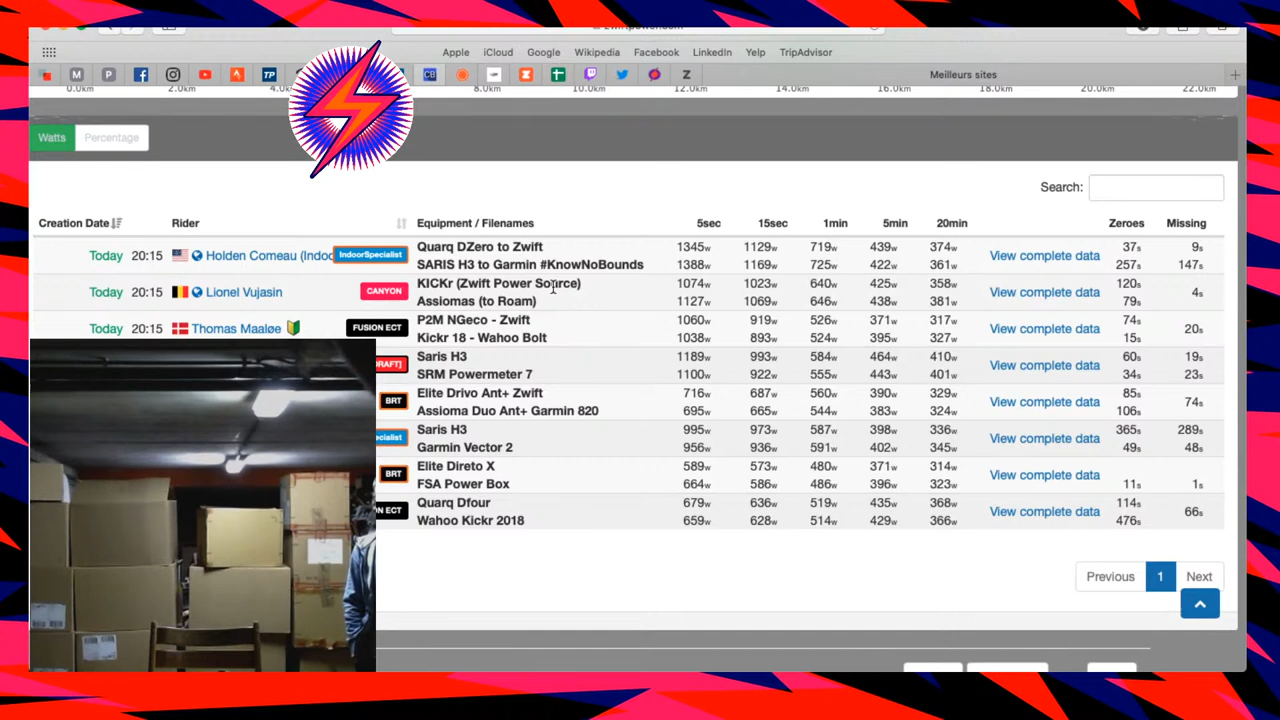 Apple iCloud Google Wikipedia Facebook LinkedIn Yelp TripAdvisor
M P TP CB Z Meilleurs sites
0.0km 2.0km 8.0km 10.0km 12.0km 14.0km 16.0km 18.0km 20.0km 22.0km
Watts Percentage
Search:
Creation Date Rider Equipment / Filenames 5sec 15sec 1min 5min 20min Zeroes Missing
Today 20:15 Holden Comeau (Indoo IndoorSpecialist Quarq DZero to Zwift 1345w 1129w 719w 439w 374w View complete data 37s 9s
SARIS H3 to Garmin #KnowNoBounds 1388w 1169w 725w 422w 361w 257s 147s
Today 20:15 Lionel Vujasin CANYON KICKr (Zwift Power Source) 1074w 1023w 640w 425w 358w View complete data 120s 4s
Assiomas (to Roam) 1127w 1069w 646w 438w 381w 79s
Today 20:15 Thomas Maaløe FUSION ECT P2M NGeco - Zwift 1060w 919w 526w 371w 317w View complete data 74s 20s
Kickr 18 - Wahoo Bolt 1038w 893w 524w 395w 327w 15s
RAFT] Saris H3 1189w 993w 584w 464w 410w View complete data 60s 19s
SRM Powermeter 7 1100w 922w 555w 443w 401w 34s 23s
BRT Elite Drivo Ant+ Zwift 716w 687w 560w 390w 329w View complete data 85s 74s
Assioma Duo Ant+ Garmin 820 695w 665w 544w 383w 324w 106s
ecialist Saris H3 995w 973w 587w 398w 336w View complete data 365s 289s
Garmin Vector 2 956w 936w 591w 402w 345w 49s 48s
BRT Elite Direto X 589w 573w 480w 371w 314w View complete data
FSA Power Box 664w 586w 486w 396w 323w 11s 1s
N ECT Quarq Dfour 679w 636w 519w 435w 368w View complete data 114s 66s
Wahoo Kickr 2018 659w 628w 514w 429w 366w 476s
Previous 1 Next